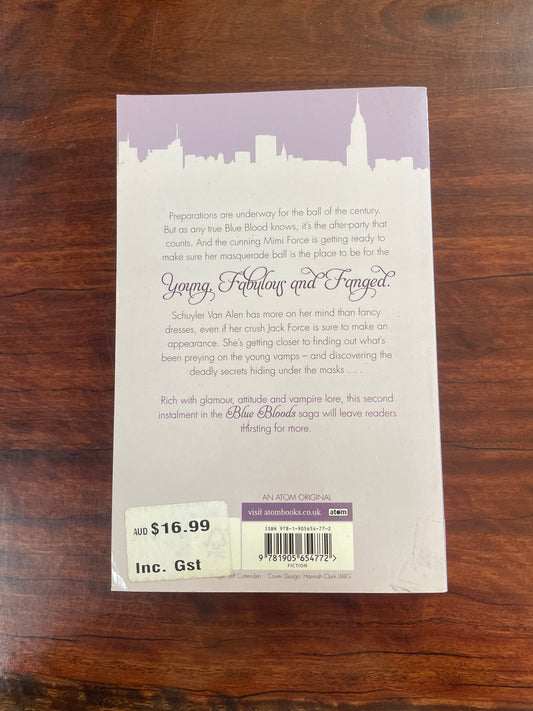 Preparations are underway for the ball of the century.
But as any true Blue Blood knows, it's the after-party that
counts. And the cunning Mimi Force is getting ready to
make sure her masquerade ball is the place to be for the
Young, Fabulous and Fanged.
Schuyler Van Alen has more on her mind than fancy
dresses, even if her crush Jack Force is sure to make an
appearance. She's getting closer to finding out what's
been preying on the young vamps – and discovering the
deadly secrets hiding under the masks . . .
Rich with glamour, attitude and vampire lore, this second
instalment in the Blue Bloods saga will leave readers
thirsting for more.
AN ATOM ORIGINAL
visit atombooks.co.uk atom
ISBN 978-1-905654-77-2
9 781905 654772 >
FICTION
AUD $16.99
Inc. Gst
Jeff Cottenden Cover Design: Hannah Clark LBBG